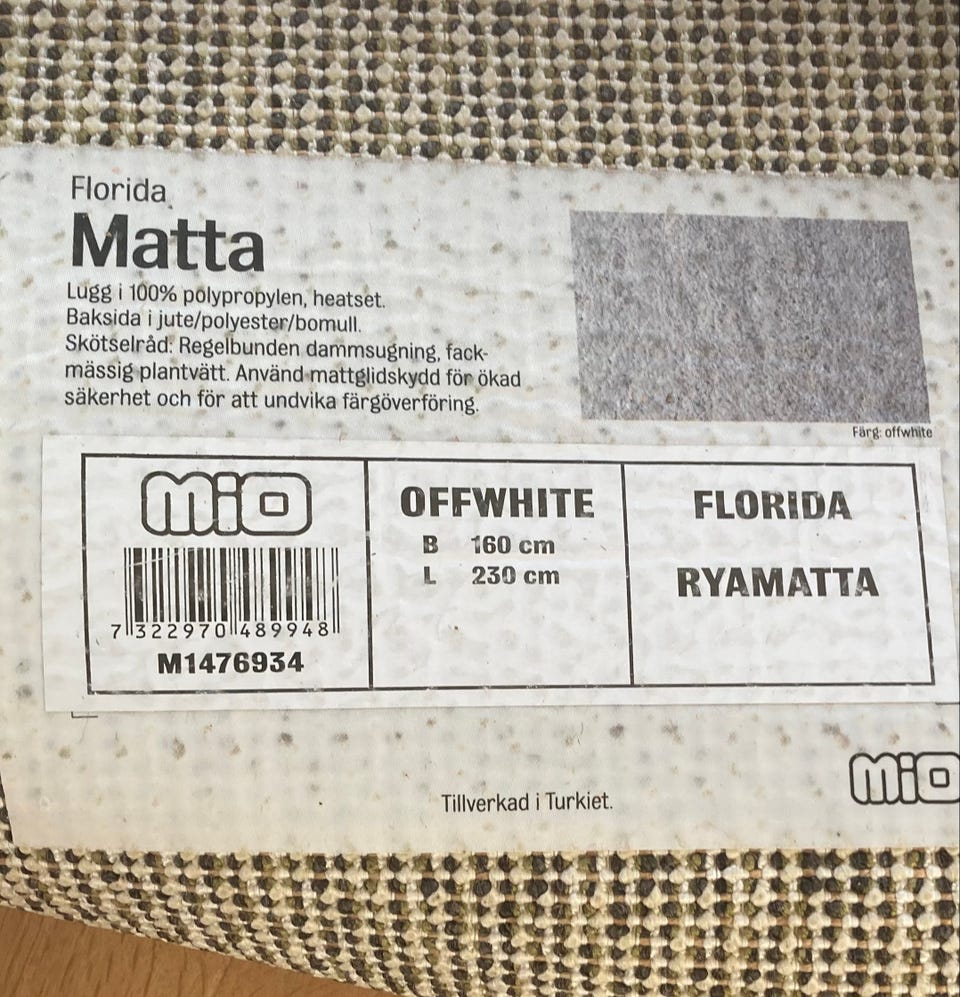 Florida
Matta
Lugg i 100% polypropylen, heatset.
Baksida i jute/polyester/bomull.
Skötselråd: Regelbunden dammsugning, fack-
mässig plantvätt. Använd mattglidskydd för ökad
säkerhet och för att undvika färgöverföring.
Färg: offwhite
mio
7 322970 489948
M1476934
OFFWHITE
B 160 cm
L 230 cm
FLORIDA
RYAMATTA
mio
Tillverkad i Turkiet.